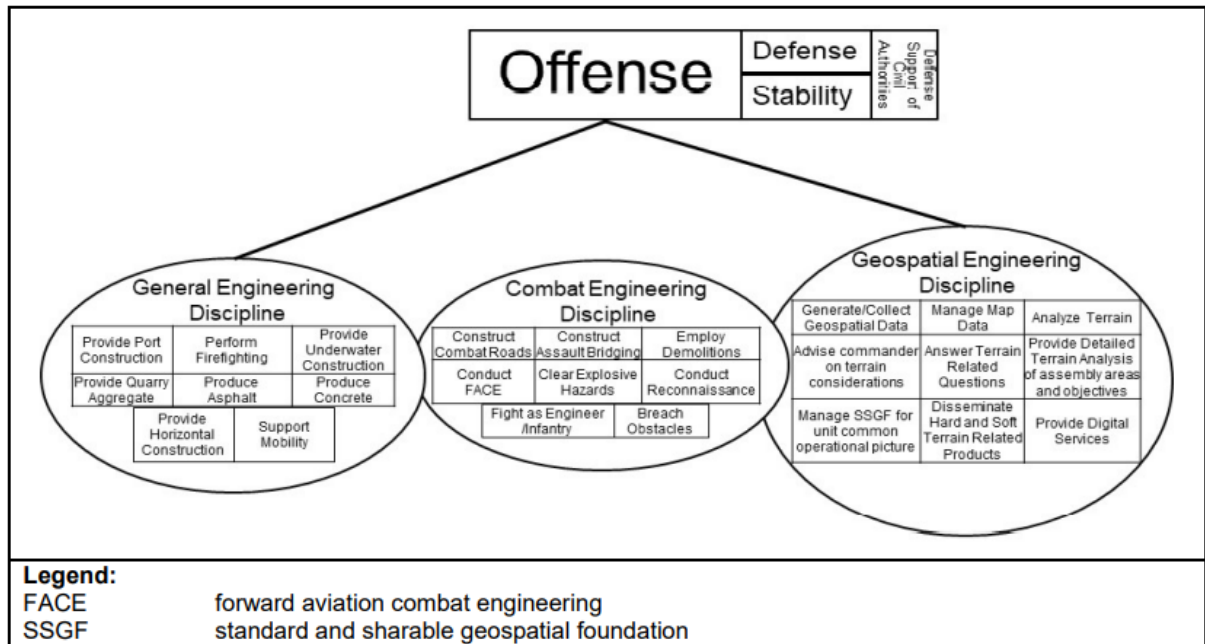 Offense
Defense
Stability
Deffense
Support of
Civil
Authorities
General Engineering
Discipline
Provide Port
Construction
Perform
Firefighting
Provide
Underwater
Construction
Provide Quarry
Aggregate
Produce
Asphalt
Produce
Concrete
Provide
Horizontal
Construction
Support
Mobility
Combat Engineering
Discipline
Construct
Combat Roads
Construct
Assault Bridging
Employ
Demolitions
Conduct
FACE
Clear Explosive
Hazards
Conduct
Reconnaissance
Fight as Engineer
/Infantry
Breach
Obstacles
Geospatial Engineering
Discipline
Generate/Collect
Geospatial Data
Manage Map
Data
Analyze Terrain
Advise commander
on terrain
considerations
Answer Terrain
Related
Questions
Provide Detailed
Terrain Analysis
of assembly areas
and objectives
Manage SSGF for
unit common
operational picture
Disseminate
Hard and Soft
Terrain Related
Products
Provide Digital
Services
Legend:
FACE forward aviation combat engineering
SSGF standard and sharable geospatial foundation